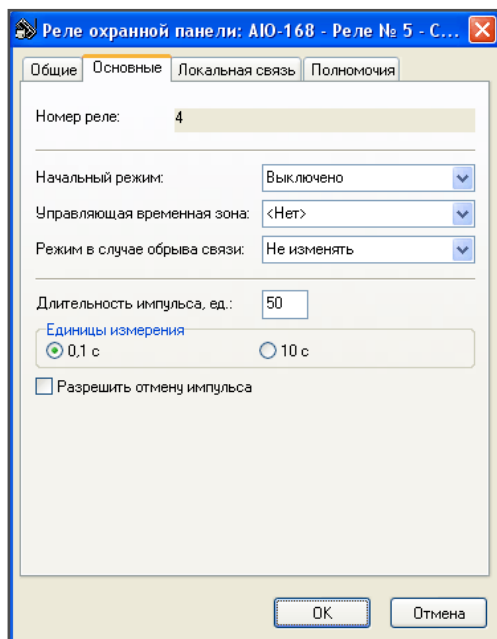 Реле охранной панели: AIO-168 - Реле № 5 - С...
Общие Основные Локальная связь Полномочия
Номер реле: 4
Начальный режим: Выключено
Управляющая временная зона: <Нет>
Режим в случае обрыва связи: Не изменять
Длительность импульса, ед.: 50
Единицы измерения
0,1 с 10 с
Разрешить отмену импульса
OK Отмена